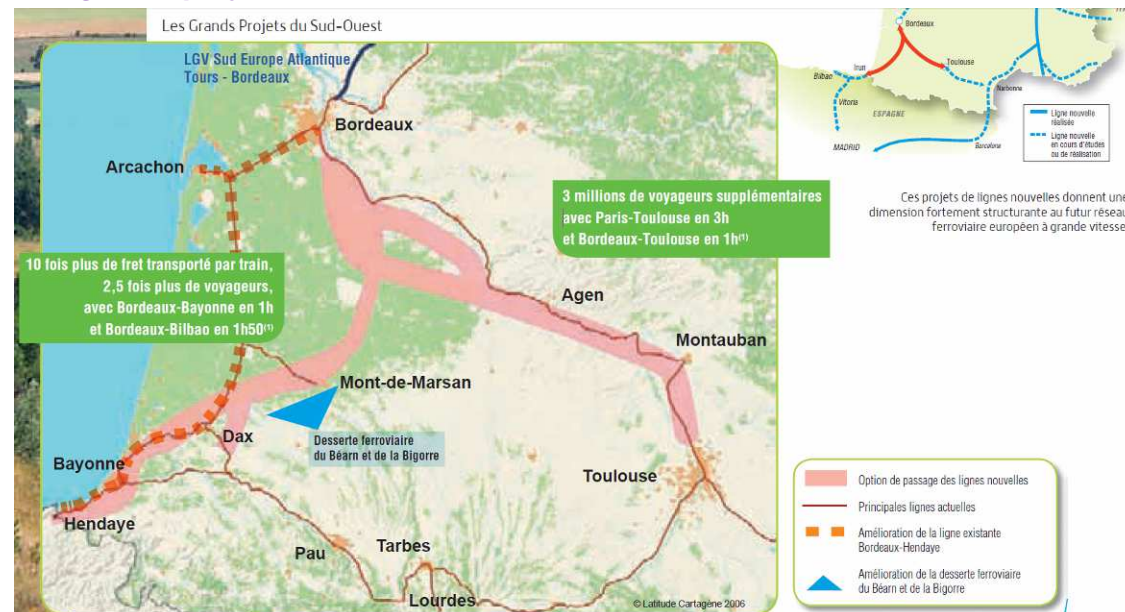 Les Grands Projets du Sud-Ouest
LGV Sud Europe Atlantique
Tours - Bordeaux
Bordeaux
Arcachon
3 millions de voyageurs supplémentaires
avec Paris-Toulouse en 3h
et Bordeaux-Toulouse en 1h(1)
10 fois plus de fret transporté par train,
2,5 fois plus de voyageurs,
avec Bordeaux-Bayonne en 1h
et Bordeaux-Bilbao en 1h50(1)
Agen
Montauban
Mont-de-Marsan
Dax
Desserte ferroviaire
du Béarn et de la Bigorre
Bayonne
Toulouse
Hendaye
Pau
Tarbes
Lourdes
© Latitude Cartagène 2006
Bordeaux
Toulouse
Irun
Bilbao
Vitoria
Narbonne
ESPAGNE
MADRID
Barcelona
Ligne nouvelle
réalisée
Ligne nouvelle
en cours d'études
ou de réalisation
Ces projets de lignes nouvelles donnent une
dimension fortement structurante au futur réseau
ferroviaire européen à grande vitesse
Option de passage des lignes nouvelles
Principales lignes actuelles
Amélioration de la ligne existante
Bordeaux-Hendaye
Amélioration de la desserte ferroviaire
du Béarn et de la Bigorre